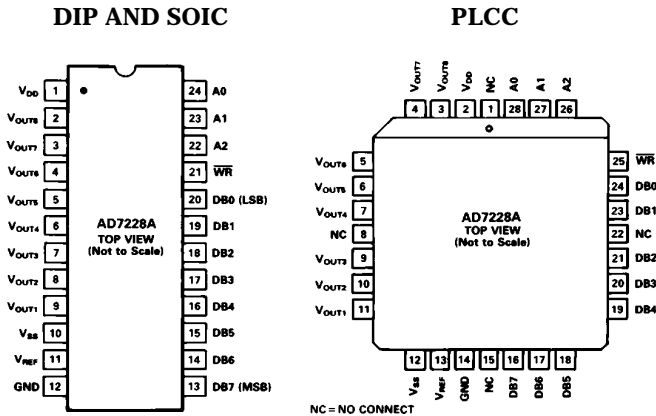 DIP AND SOIC
VDD 1
VOUT8 2
VOUT7 3
VOUT6 4
VOUT5 5
VOUT4 6
VOUT3 7
VOUT2 8
VOUT1 9
VSS 10
VREF 11
GND 12
AD7228A
TOP VIEW
(Not to Scale)
24 A0
23 A1
22 A2
21 WR
20 DB0 (LSB)
19 DB1
18 DB2
17 DB3
16 DB4
15 DB5
14 DB6
13 DB7 (MSB)
PLCC
VOUT7 VOUT8 VDD NC A0 A1 A2
4 3 2 1 28 27 26
VOUT6 5
VOUT5 6
VOUT4 7
NC 8
VOUT3 9
VOUT2 10
VOUT1 11
AD7228A
TOP VIEW
(Not to Scale)
25 WR
24 DB0
23 DB1
22 NC
21 DB2
20 DB3
19 DB4
12 13 14 15 16 17 18
VSS VREF GND NC DB7 DB6 DB5
NC = NO CONNECT